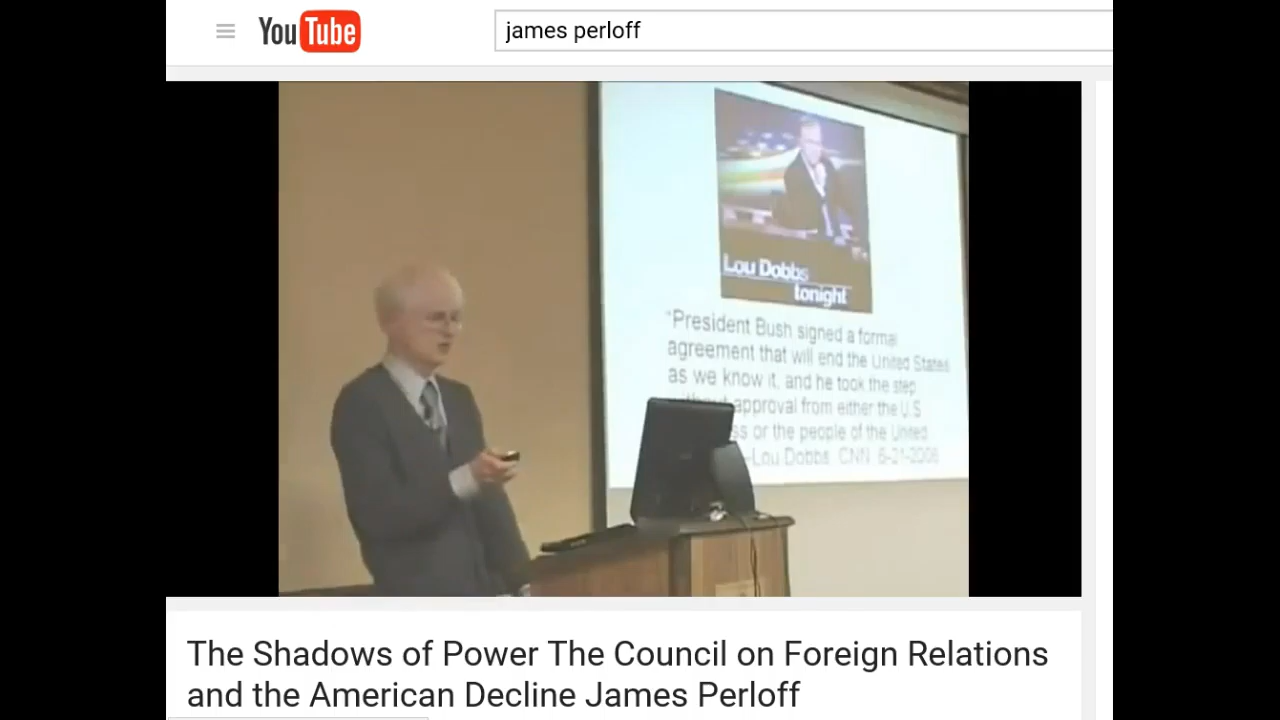 YouTube
james perloff
Lou Dobbs
tonight
"President Bush signed a formal
agreement that will end the United States
as we know it, and he took the step
without approval from either the U.S
ss or the people of the United
–Lou Dobbs, CNN,
The Shadows of Power The Council on Foreign Relations
and the American Decline James Perloff